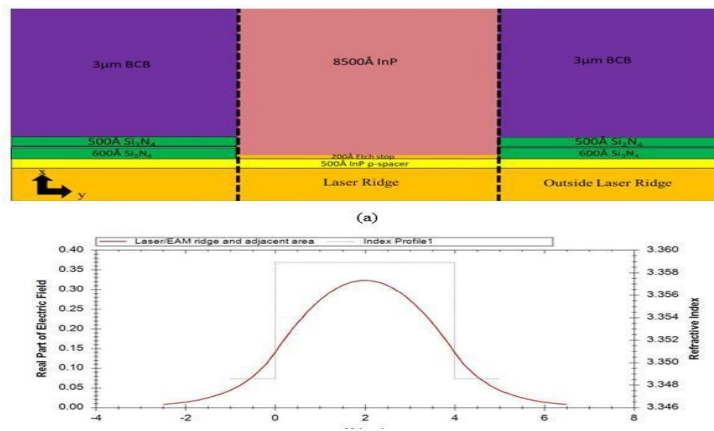 3µm BCB
8500Å InP
3µm BCB
500Å Si₃N₄
500Å Si₃N₄
600Å Si₃N₄
200Å Etch stop
600Å Si₃N₄
500Å InP p-spacer
x
y
Laser Ridge
Outside Laser Ridge
(a)
Laser/EAM ridge and adjacent area
Index Profile1
Real Part of Electric Field
0.40
0.35
0.30
0.25
0.20
0.15
0.10
0.05
0.00
3.360
3.358
3.356
3.354
3.352
3.350
3.348
3.346
Refractive Index
-4
-2
0
2
4
6
8